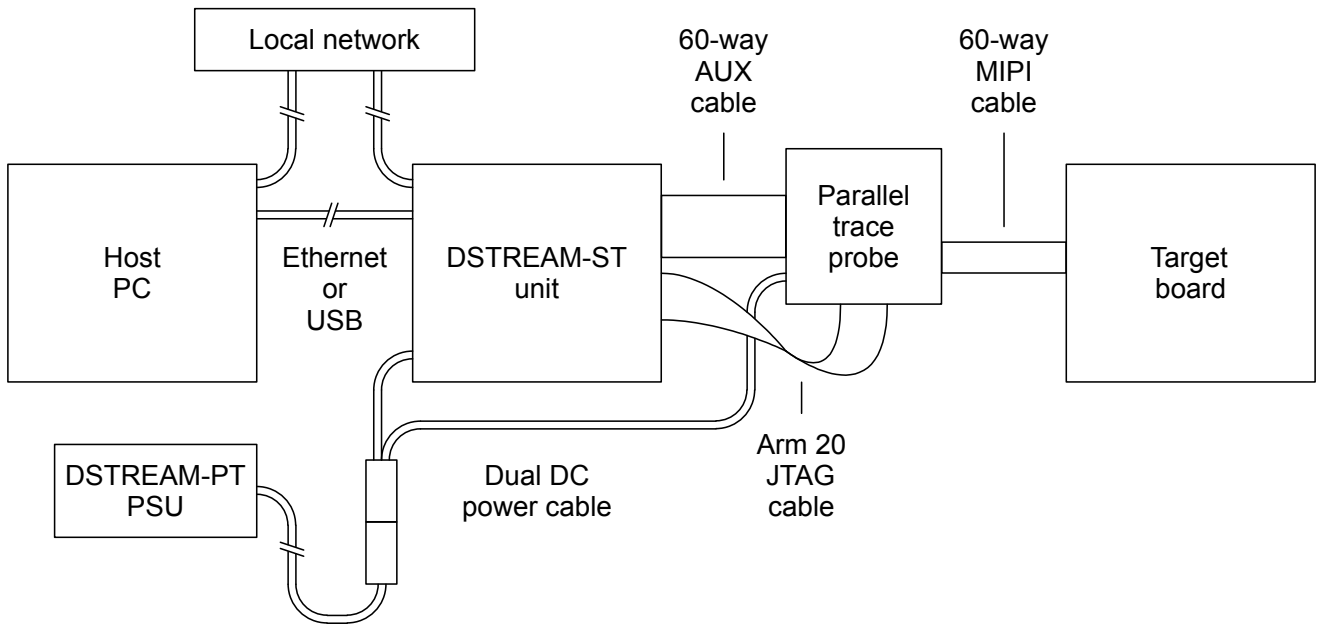 Local network
60-way
AUX
cable
60-way
MIPI
cable
Host
PC
Ethernet
or
USB
DSTREAM-ST
unit
Parallel
trace
probe
Target
board
DSTREAM-PT
PSU
Dual DC
power cable
Arm 20
JTAG
cable